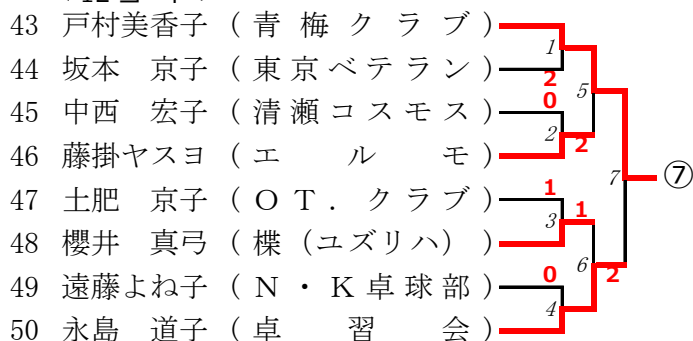 43 戸村美香子 (青梅クラブ)
1
44 坂本 京子 (東京ベテラン)
2
5
45 中西 宏子 (清瀬コスモス)
0
2
46 藤掛ヤスヨ (エルモ)
2
7
⑦
47 土肥 京子 (OT.クラブ)
1
3
1
48 櫻井 真弓 (楪(ユズリハ))
6
2
49 遠藤よね子 (N・K卓球部)
0
4
50 永島 道子 (卓習会)